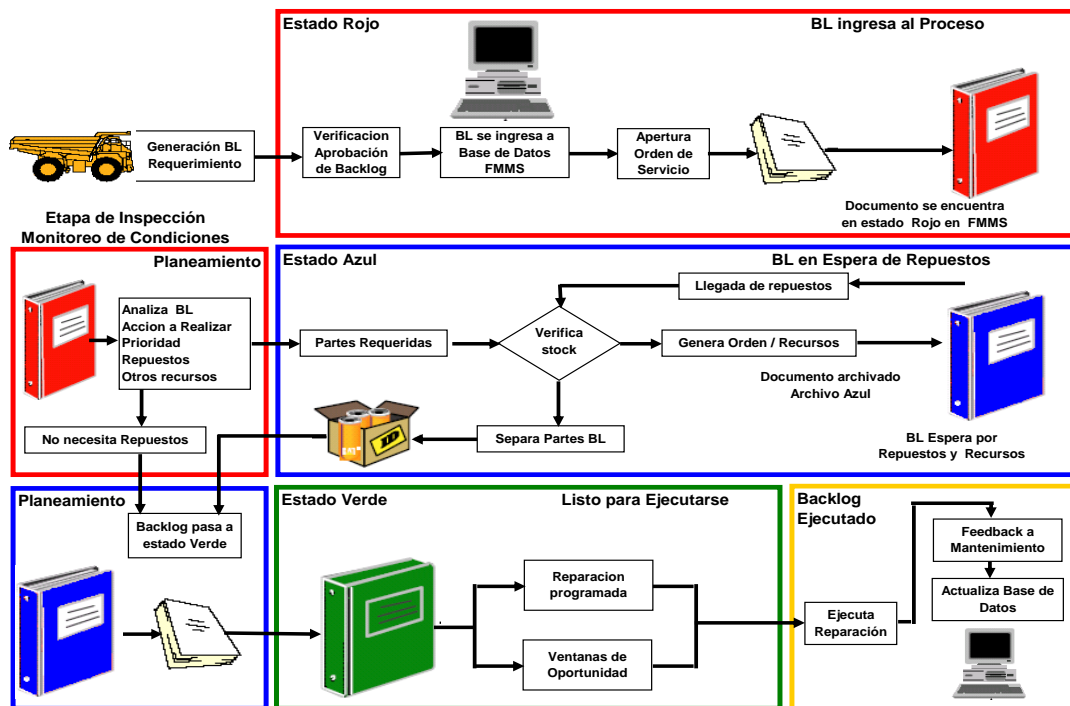 Estado Rojo
BL ingresa al Proceso
Generación BL
Requerimiento
Verificacion
Aprobación
de Backlog
BL se ingresa a
Base de Datos
FMMS
Apertura
Orden de
Servicio
Documento se encuentra
en estado Rojo en FMMS
Etapa de Inspección
Monitoreo de Condiciones
Planeamiento
Analiza BL
Accion a Realizar
Prioridad
Repuestos
Otros recursos
No necesita Repuestos
Estado Azul
BL en Espera de Repuestos
Llegada de repuestos
Partes Requeridas
Verifica
stock
Genera Orden / Recursos
Documento archivado
Archivo Azul
Separa Partes BL
BL Espera por
Repuestos y Recursos
Planeamiento
Backlog pasa a
estado Verde
Estado Verde
Listo para Ejecutarse
Reparacion
programada
Ventanas de
Oportunidad
Backlog
Ejecutado
Feedback a
Mantenimiento
Actualiza Base de
Datos
Ejecuta
Reparación